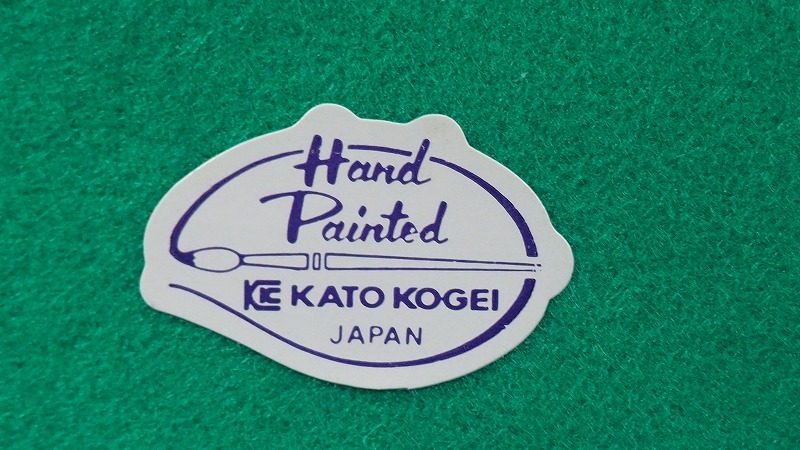 Hand
Painted
KE KATO KOGEI
JAPAN